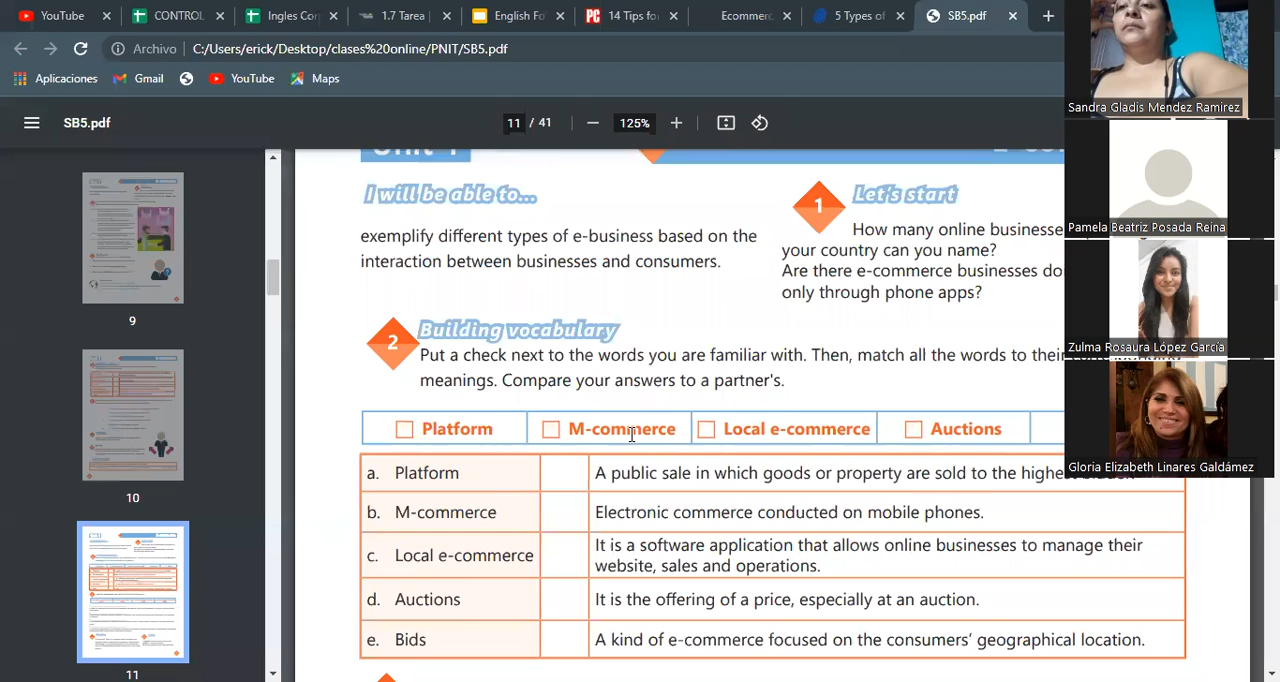 YouTube
CONTROL
Ingles Cor
1.7 Tarea
English Fo
14 Tips fo
Ecommerc
5 Types of
SB5.pdf
Archivo
C:/Users/erick/Desktop/clases%20online/PNIT/SB5.pdf
Aplicaciones
Gmail
YouTube
Maps
SB5.pdf
11 / 41
125%
9
10
11
I will be able to...
exemplify different types of e-business based on the
interaction between businesses and consumers.
1
Let's start
How many online businesse
your country can you name?
Are there e-commerce businesses do
only through phone apps?
2
Building vocabulary
Put a check next to the words you are familiar with. Then, match all the words to their
meanings. Compare your answers to a partner's.
Platform
M-commerce
Local e-commerce
Auctions
a. Platform
A public sale in which goods or property are sold to the highest
b. M-commerce
Electronic commerce conducted on mobile phones.
c. Local e-commerce
It is a software application that allows online businesses to manage their
website, sales and operations.
d. Auctions
It is the offering of a price, especially at an auction.
e. Bids
A kind of e-commerce focused on the consumers' geographical location.
Sandra Gladis Mendez Ramirez
Pamela Beatriz Posada Reina
Zulma Rosaura López García
Gloria Elizabeth Linares Galdámez